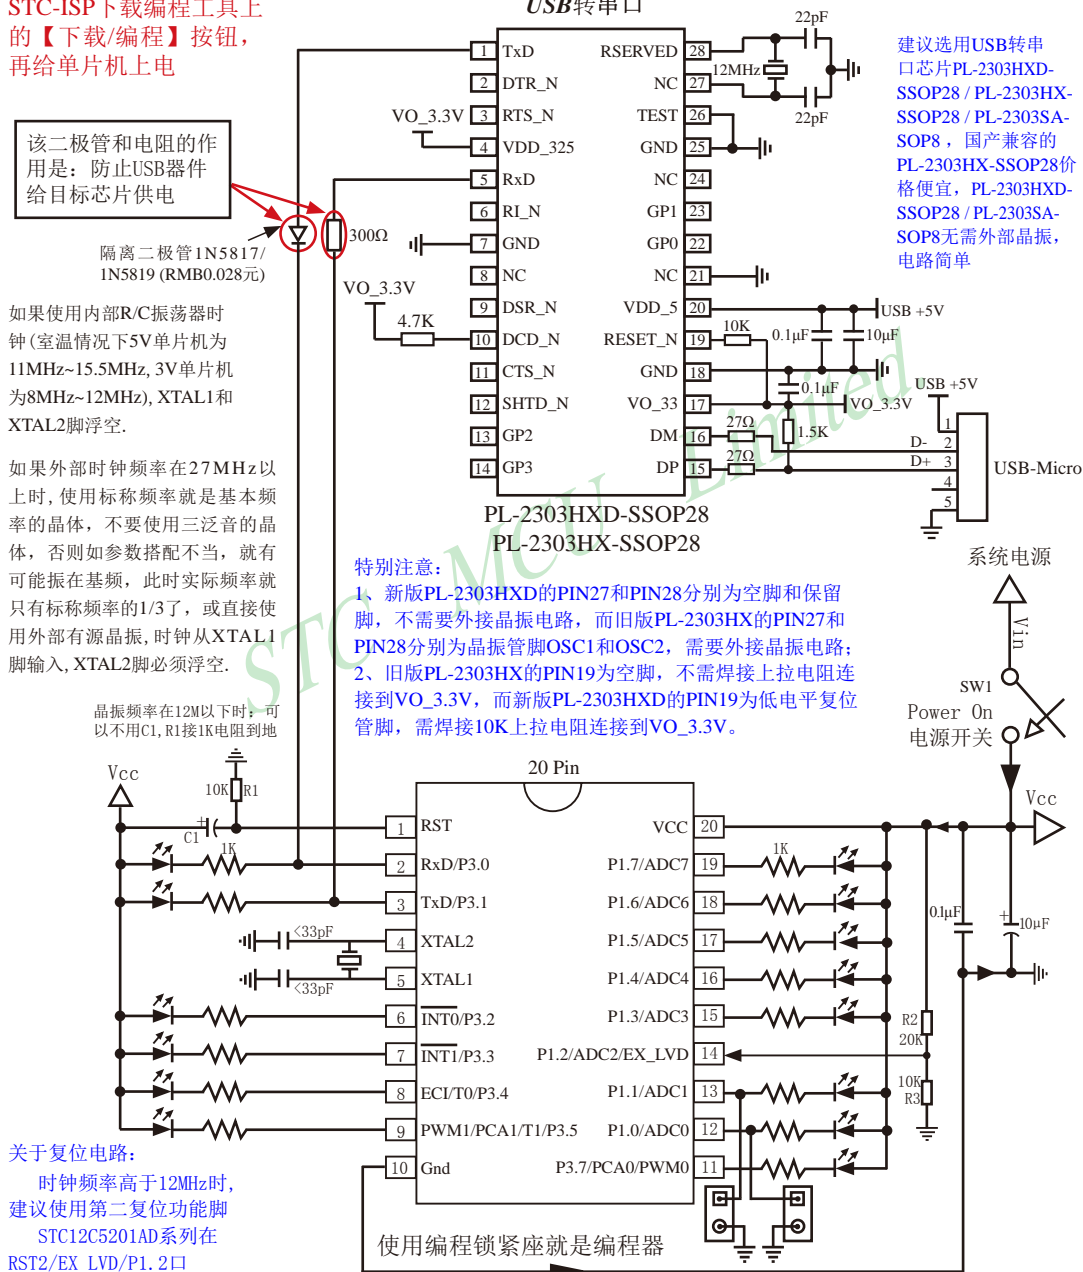 STC-ISP下载编程工具上
的【下载/编程】按钮，
再给单片机上电
USB转串口
该二极管和电阻的作
用是：防止USB器件
给目标芯片供电
隔离二极管1N5817/
1N5819 (RMB0.028元)
300Ω
如果使用内部R/C振荡器时
钟(室温情况下5V单片机为
11MHz~15.5MHz, 3V单片机
为8MHz~12MHz), XTAL1和
XTAL2脚浮空.
如果外部时钟频率在27MHz以
上时, 使用标称频率就是基本频
率的晶体，不要使用三泛音的晶
体，否则如参数搭配不当，就有
可能振在基频，此时实际频率就
只有标称频率的1/3了，或直接使
用外部有源晶振, 时钟从XTAL1
脚输入, XTAL2脚必须浮空.
1 TxD
2 DTR_N
3 RTS_N
4 VDD_325
5 RxD
6 RI_N
7 GND
8 NC
9 DSR_N
10 DCD_N
11 CTS_N
12 SHTD_N
13 GP2
14 GP3
VO_3.3V
VO_3.3V
4.7K
RSERVED 28
NC 27
TEST 26
GND 25
NC 24
GP1 23
GP0 22
NC 21
VDD_5 20
RESET_N 19
GND 18
VO_33 17
DM 16
DP 15
22pF
12MHz
22pF
USB +5V
10K
0.1µF
10µF
0.1µF
VO_3.3V
27Ω
1.5K
27Ω
USB +5V
1
D- 2
D+ 3
4
5
USB-Micro
建议选用USB转串
口芯片PL-2303HXD-
SSOP28 / PL-2303HX-
SSOP28 / PL-2303SA-
SOP8 ，国产兼容的
PL-2303HX-SSOP28价
格便宜，PL-2303HXD-
SSOP28 / PL-2303SA-
SOP8无需外部晶振，
电路简单
PL-2303HXD-SSOP28
PL-2303HX-SSOP28
STC MCU Limited
特别注意：
1、新版PL-2303HXD的PIN27和PIN28分别为空脚和保留
脚，不需要外接晶振电路，而旧版PL-2303HX的PIN27和
PIN28分别为晶振管脚OSC1和OSC2，需要外接晶振电路；
2、旧版PL-2303HX的PIN19为空脚，不需焊接上拉电阻连
接到VO_3.3V，而新版PL-2303HXD的PIN19为低电平复位
管脚，需焊接10K上拉电阻连接到VO_3.3V。
系统电源
Vin
SW1
Power On
电源开关
Vcc
晶振频率在12M以下时：可
以不用C1, R1接1K电阻到地
Vcc
10K R1
+
C1
1K
<33pF
<33pF
20 Pin
1 RST
2 RxD/P3.0
3 TxD/P3.1
4 XTAL2
5 XTAL1
6 INT0/P3.2
7 INT1/P3.3
8 ECI/T0/P3.4
9 PWM1/PCA1/T1/P3.5
10 Gnd
VCC 20
P1.7/ADC7 19
P1.6/ADC6 18
P1.5/ADC5 17
P1.4/ADC4 16
P1.3/ADC3 15
P1.2/ADC2/EX_LVD 14
P1.1/ADC1 13
P1.0/ADC0 12
P3.7/PCA0/PWM0 11
1K
0.1µF
+
10µF
R2
20K
10K
R3
关于复位电路：
时钟频率高于12MHz时,
建议使用第二复位功能脚
STC12C5201AD系列在
RST2/EX_LVD/P1.2口
使用编程锁紧座就是编程器